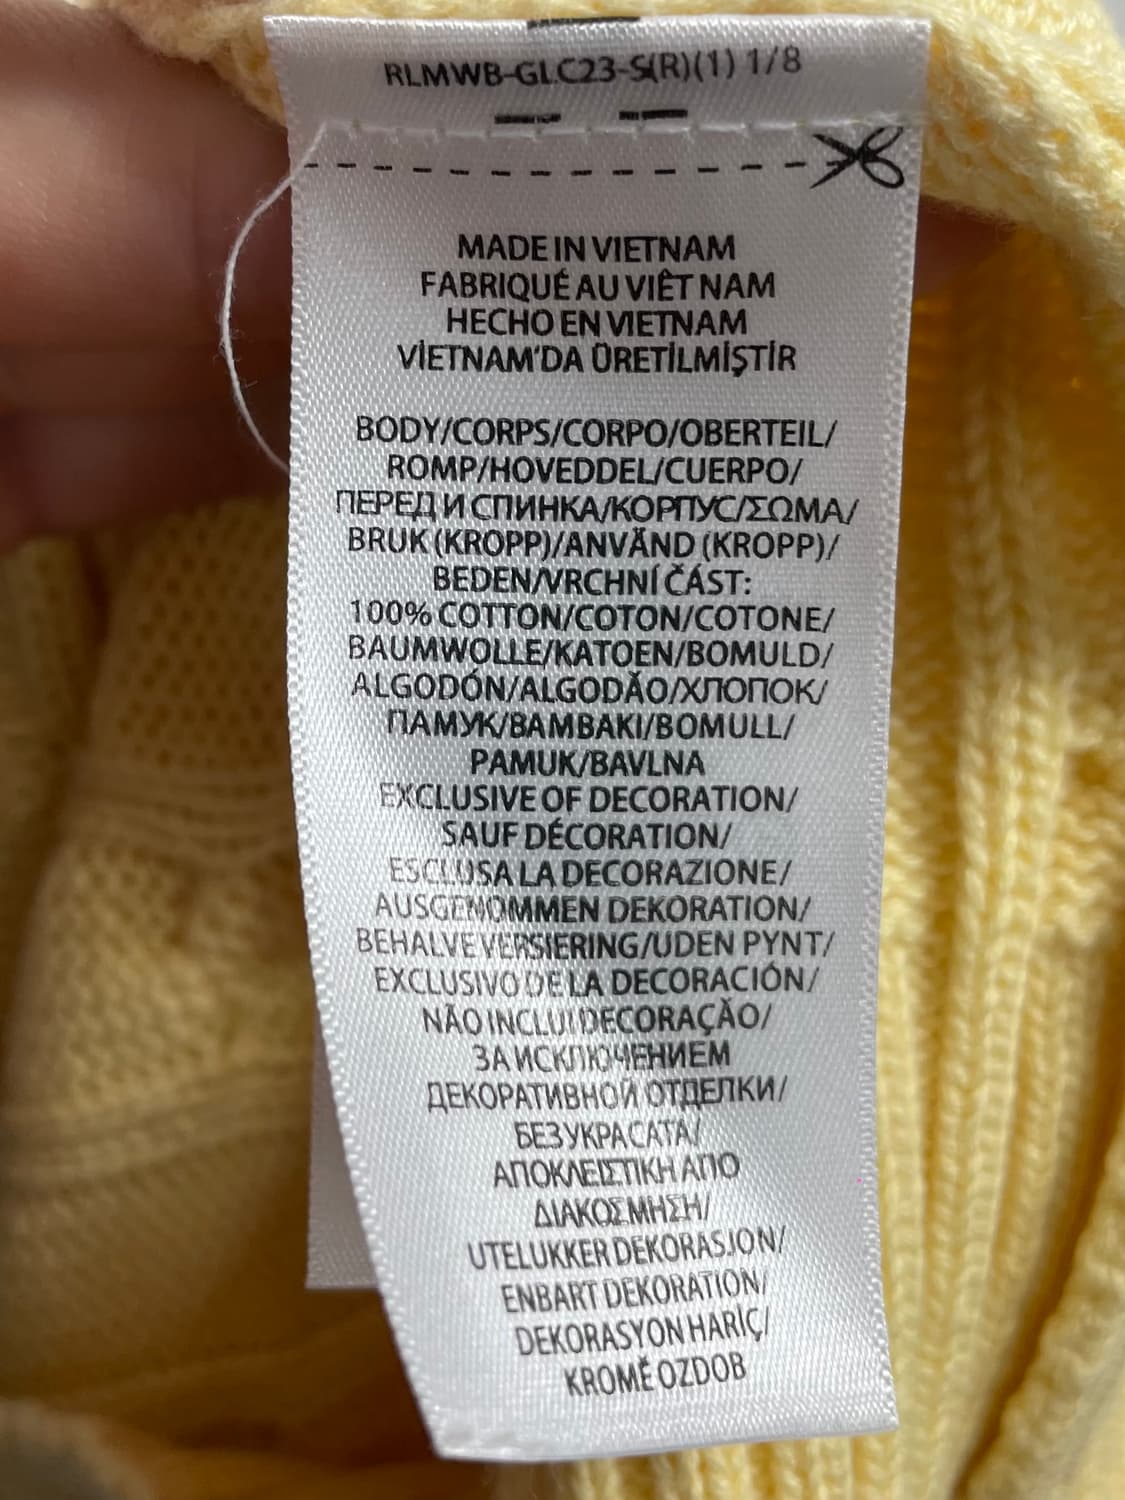 RLMWB-GLC23-S(R)(1) 1/8
MADE IN VIETNAM
FABRIQUÉ AU VIÊT NAM
HECHO EN VIETNAM
VİETNAM'DA ÜRETİLMİŞTİR
BODY/CORPS/CORPO/OBERTEIL/
ROMP/HOVEDDEL/CUERPO/
ПЕРЕД И СПИНКА/КОРПУС/ΣΩΜΑ/
BRUK (KROPP)/ANVÄND (KROPP)/
BEDEN/VRCHNÍ ČÁST:
100% COTTON/COTON/COTONE/
BAUMWOLLE/KATOEN/BOMULD/
ALGODÓN/ALGODÃO/ХЛОПОК/
ПАМУК/ΒΑΜΒΑΚΙ/BOMULL/
PAMUK/BAVLNA
EXCLUSIVE OF DECORATION/
SAUF DÉCORATION/
ESCLUSA LA DECORAZIONE/
AUSGENOMMEN DEKORATION/
BEHALVE VERSIERING/UDEN PYNT/
EXCLUSIVO DE LA DECORACIÓN/
NÃO INCLUI DECORAÇÃO/
ЗА ИСКЛЮЧЕНИЕМ
ДЕКОРАТИВНОЙ ОТДЕЛКИ/
БЕЗ УКРАСАТА/
ΑΠΟΚΛΕΙΣΤΙΚΗ ΑΠΟ
ΔΙΑΚΟΣΜΗΣΗ/
UTELUKKER DEKORASJON/
ENBART DEKORATION/
DEKORASYON HARİÇ/
KROMĚ OZDOB